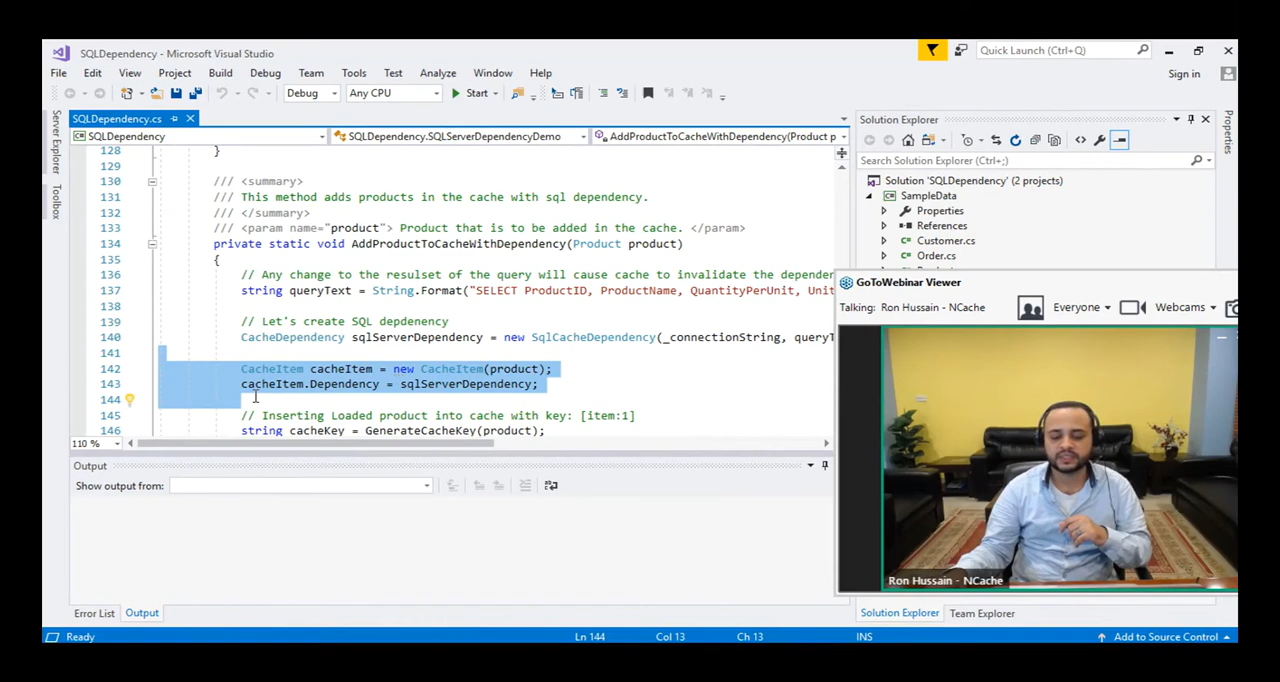 SQLDependency - Microsoft Visual Studio
Quick Launch (Ctrl+Q)
File Edit View Project Build Debug Team Tools Test Analyze Window Help
Sign in
Debug Any CPU Start
Server Explorer
Toolbox
Properties
SQLDependency.cs
SQLDependency SQLDependency.SQLServerDependencyDemo AddProductToCacheWithDependency(Product p
128 }
129
130 /// <summary>
131 /// This method adds products in the cache with sql dependency.
132 /// </summary>
133 /// <param name="product"> Product that is to be added in the cache. </param>
134 private static void AddProductToCacheWithDependency(Product product)
135 {
136 // Any change to the resulset of the query will cause cache to invalidate the depender
137 string queryText = String.Format("SELECT ProductID, ProductName, QuantityPerUnit, Unit
138
139 // Let's create SQL depdenency
140 CacheDependency sqlServerDependency = new SqlCacheDependency(_connectionString, queryT
141
142 CacheItem cacheItem = new CacheItem(product);
143 cacheItem.Dependency = sqlServerDependency;
144
145 // Inserting Loaded product into cache with key: [item:1]
146 string cacheKey = GenerateCacheKey(product);
110 %
Output
Show output from:
Error List Output
Solution Explorer
Search Solution Explorer (Ctrl+;)
Solution 'SQLDependency' (2 projects)
SampleData
Properties
References
Customer.cs
Order.cs
GoToWebinar Viewer
Talking: Ron Hussain - NCache
Everyone Webcams
Ron Hussain - NCache
Solution Explorer Team Explorer
Ready Ln 144 Col 13 Ch 13 INS Add to Source Control